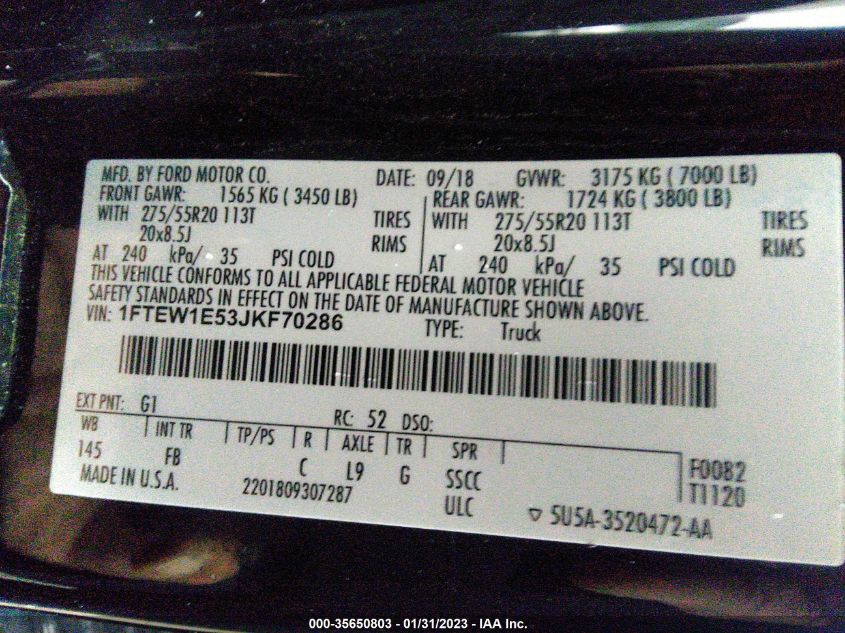 MFD. BY FORD MOTOR CO. DATE: 09/18 GVWR: 3175 KG ( 7000 LB)
FRONT GAWR: 1565 KG ( 3450 LB) REAR GAWR: 1724 KG ( 3800 LB)
WITH 275/55R20 113T TIRES WITH 275/55R20 113T TIRES
20x8.5J RIMS 20x8.5J RIMS
AT 240 kPa/ 35 PSI COLD AT 240 kPa/ 35 PSI COLD
THIS VEHICLE CONFORMS TO ALL APPLICABLE FEDERAL MOTOR VEHICLE
SAFETY STANDARDS IN EFFECT ON THE DATE OF MANUFACTURE SHOWN ABOVE.
VIN: 1FTEW1E53JKF70286 TYPE: Truck
EXT PNT: G1 RC: 52 DSO:
WB INT TR TP/PS R AXLE TR SPR
145 FB C L9 G SSCC F00B2
MADE IN U.S.A. 2201809307287 ULC T1120
▽ 5U5A-3520472-AA
000-35650803 - 01/31/2023 - IAA Inc.